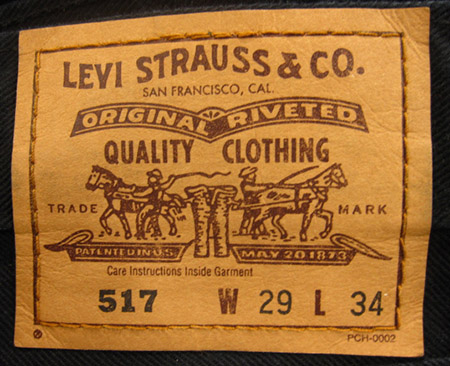 LEVI STRAUSS & CO.
SAN FRANCISCO, CAL.
ORIGINAL RIVETED
QUALITY CLOTHING
TRADE MARK
PATENTED IN U.S. MAY 20 1873
Care Instructions Inside Garment
517 W 29 L 34
PCH-0002